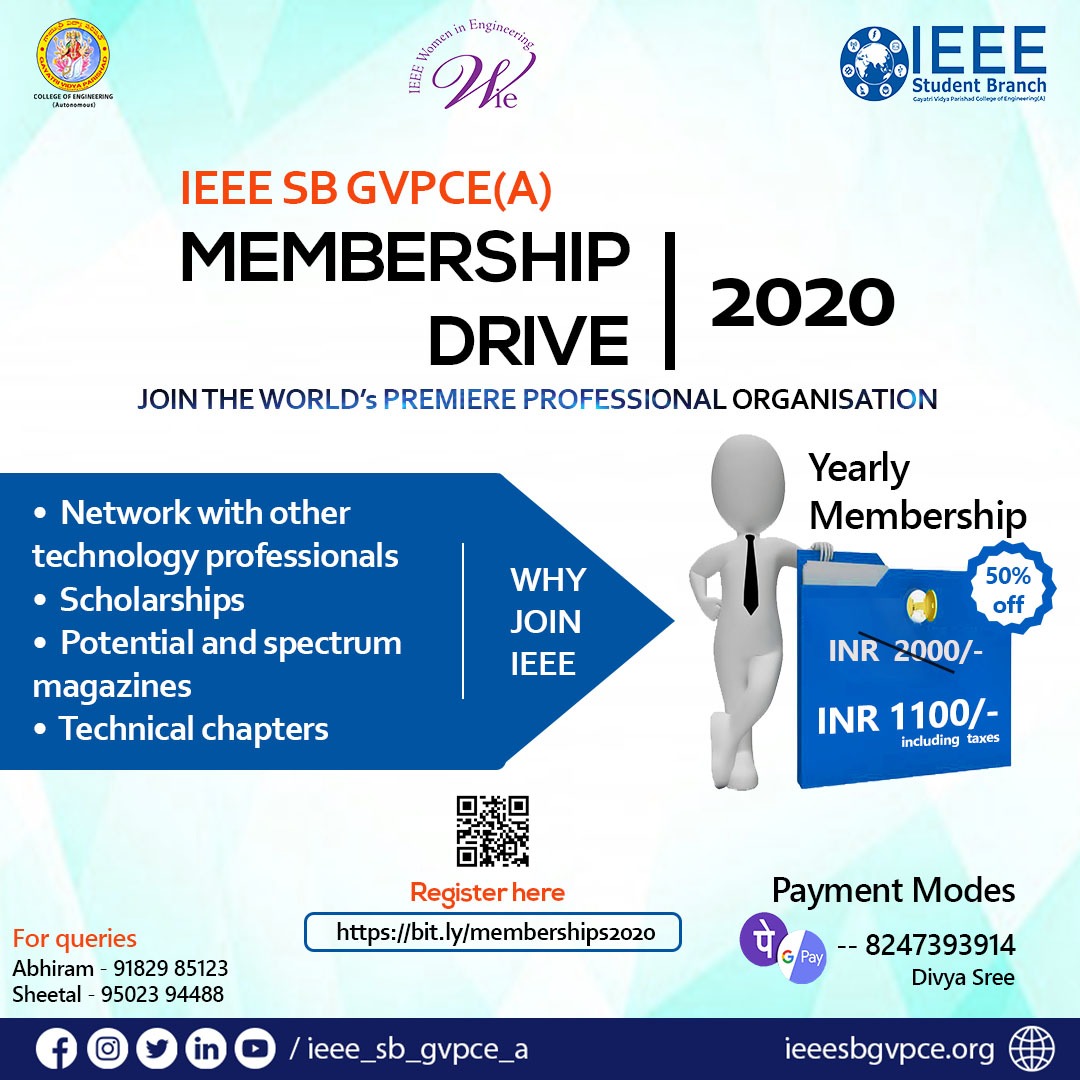 COLLEGE OF ENGINEERING
(Autonomous)
IEEE Women in Engineering
Wie
IEEE
Student Branch
Gayatri Vidya Parishad College of Engineering(A)
IEEE SB GVPCE(A)
MEMBERSHIP
DRIVE
2020
JOIN THE WORLD's PREMIERE PROFESSIONAL ORGANISATION
• Network with other
technology professionals
• Scholarships
• Potential and spectrum
magazines
• Technical chapters
WHY
JOIN
IEEE
Yearly
Membership
50%
off
INR 2000/-
INR 1100/-
including taxes
Register here
https://bit.ly/memberships2020
For queries
Abhiram - 91829 85123
Sheetal - 95023 94488
Payment Modes
पे
G Pay
-- 8247393914
Divya Sree
/ ieee_sb_gvpce_a
ieeesbgvpce.org